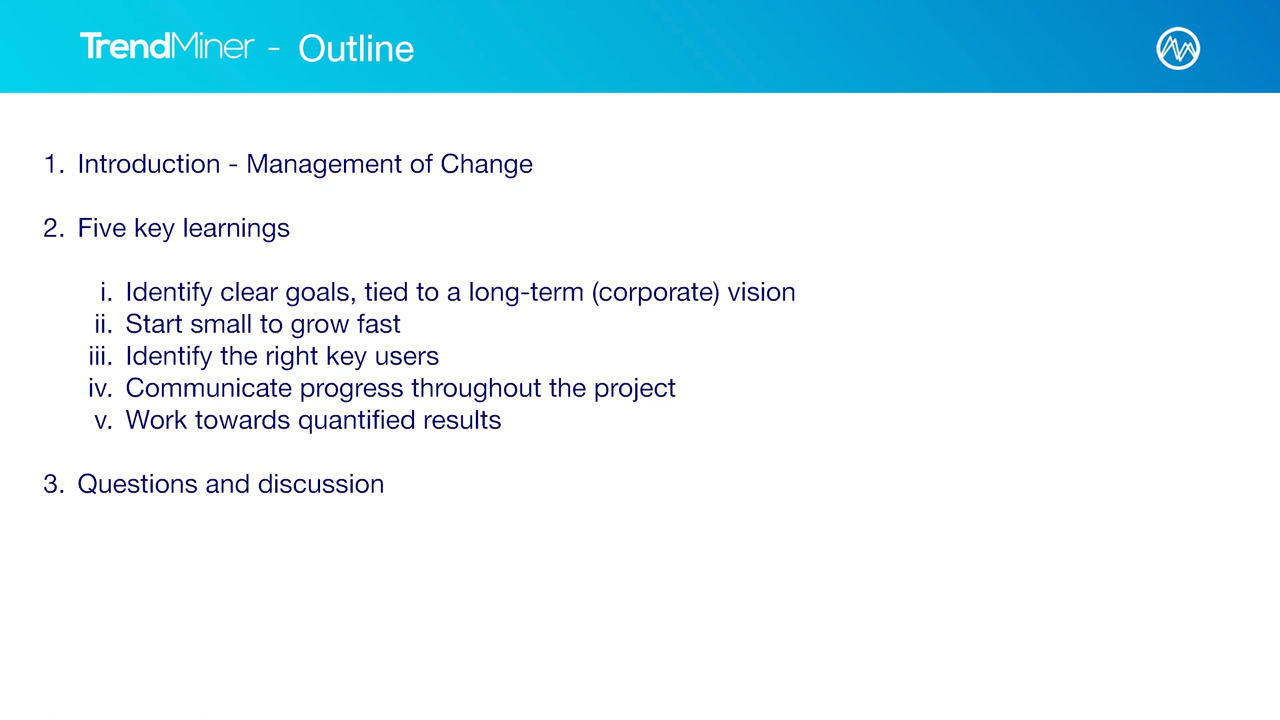 TrendMiner - Outline
1. Introduction - Management of Change
2. Five key learnings
i. Identify clear goals, tied to a long-term (corporate) vision
ii. Start small to grow fast
iii. Identify the right key users
iv. Communicate progress throughout the project
v. Work towards quantified results
3. Questions and discussion